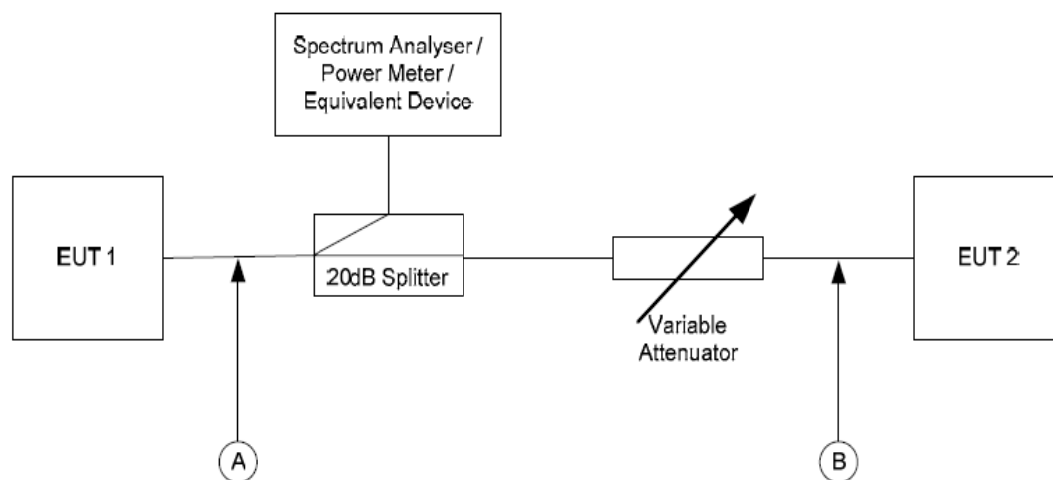 Spectrum Analyser /
Power Meter /
Equivalent Device
EUT 1
20dB Splitter
EUT 2
Variable
Attenuator
A
B